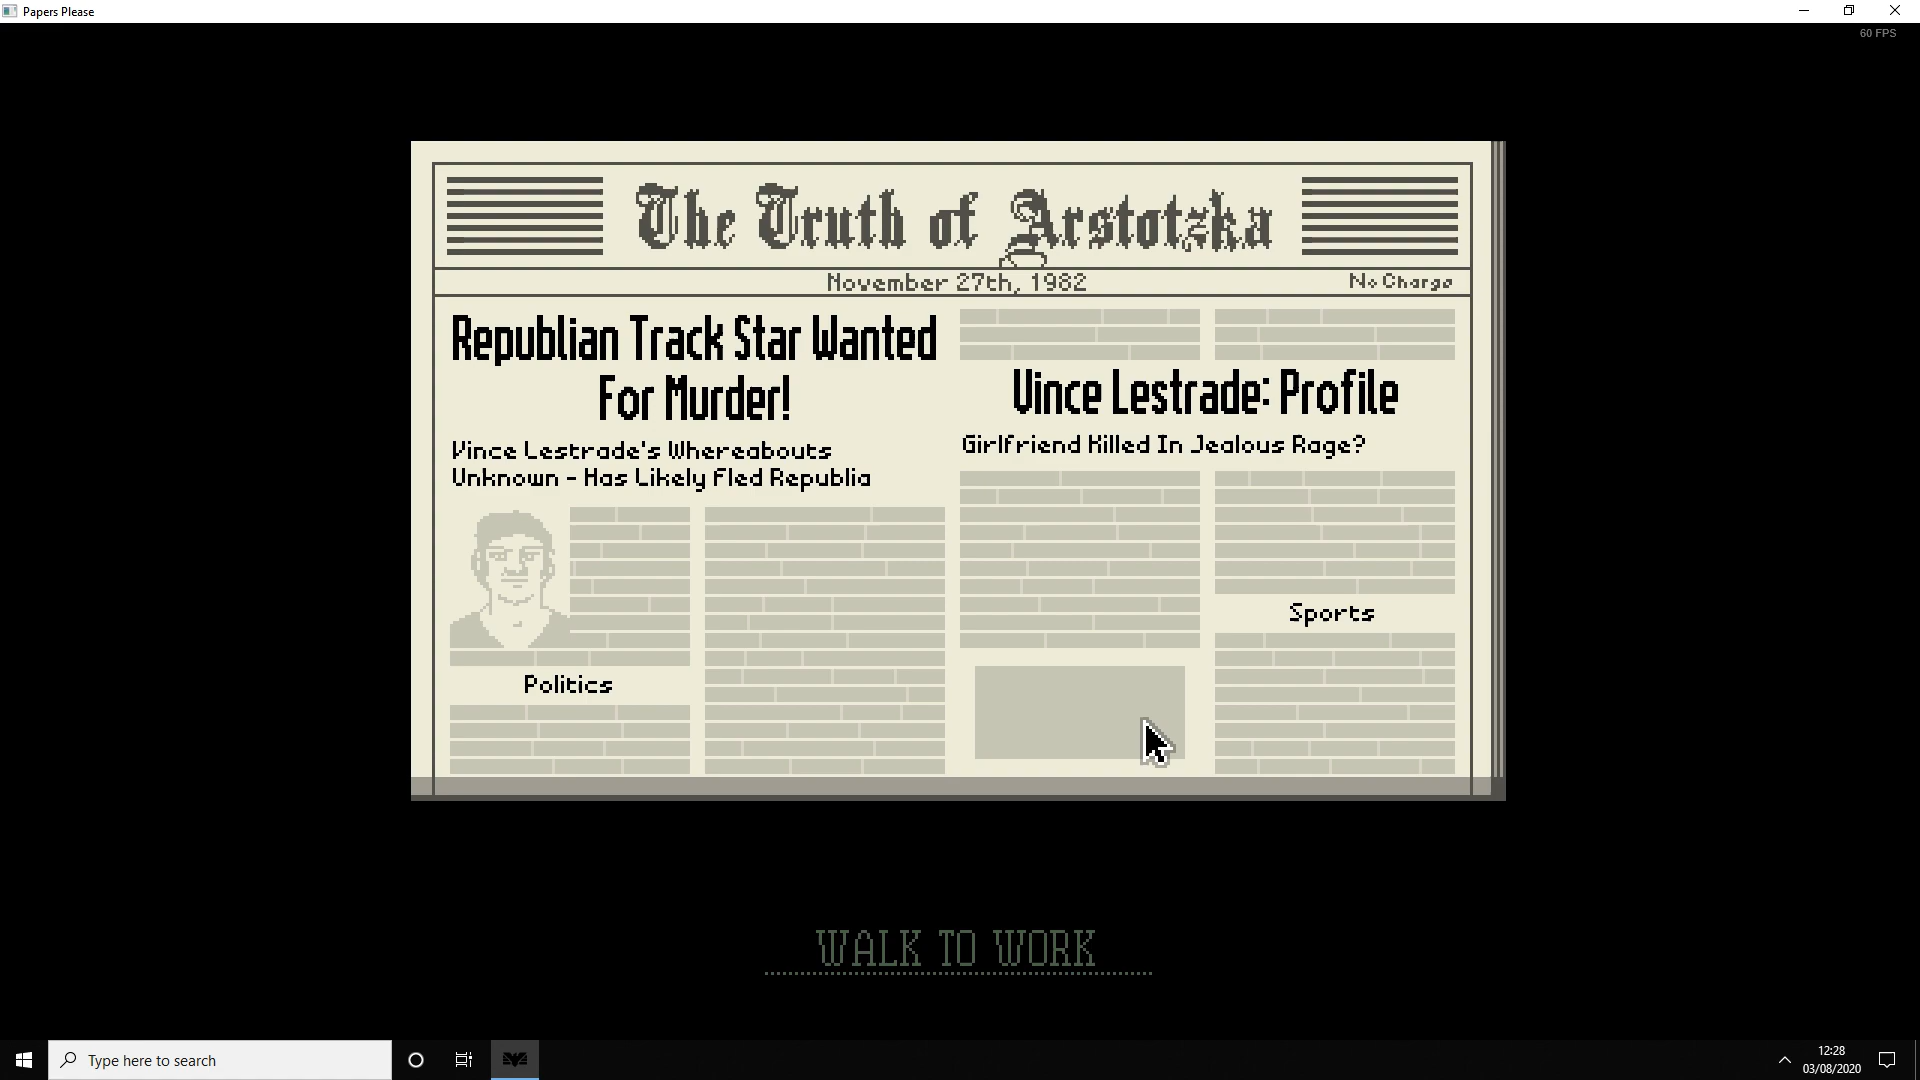 Papers Please
60 FPS
The Truth of Arstotzka
November 27th, 1982
No Charge
Republian Track Star Wanted
For Murder!
Vince Lestrade's Whereabouts
Unknown - Has Likely Fled Republia
Politics
Vince Lestrade: Profile
Girlfriend Killed In Jealous Rage?
Sports
WALK TO WORK
Type here to search
12:28
03/08/2020